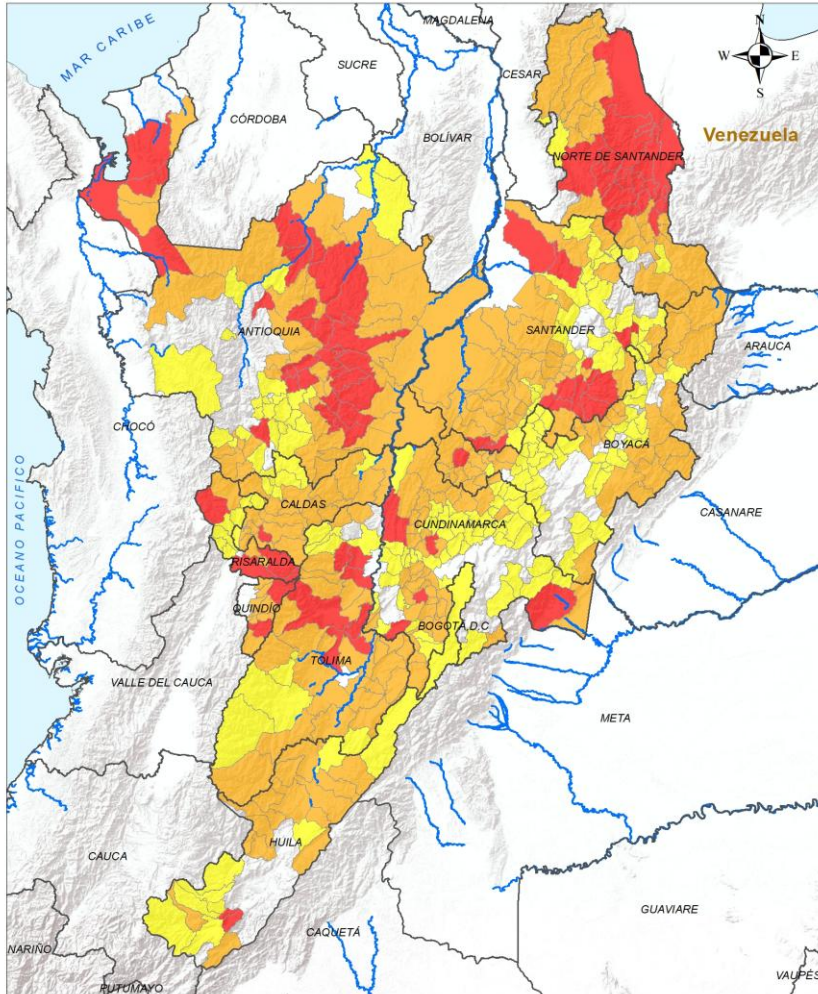 MAGDALENA
N
W E
S
MAR CARIBE
SUCRE
CESAR
CÓRDOBA
BOLÍVAR
Venezuela
NORTE DE SANTANDER
ANTIOQUIA
SANTANDER
ARAUCA
CHOCÓ
BOYACÁ
OCEANO PACIFICO
CALDAS
CUNDINAMARCA
CASANARE
RISARALDA
QUINDÍO
BOGOTÁ.D.C
TOLIMA
VALLE DEL CAUCA
META
HUILA
CAUCA
GUAVIARE
CAQUETÁ
NARIÑO
PUTUMAYO
VAUPÉS